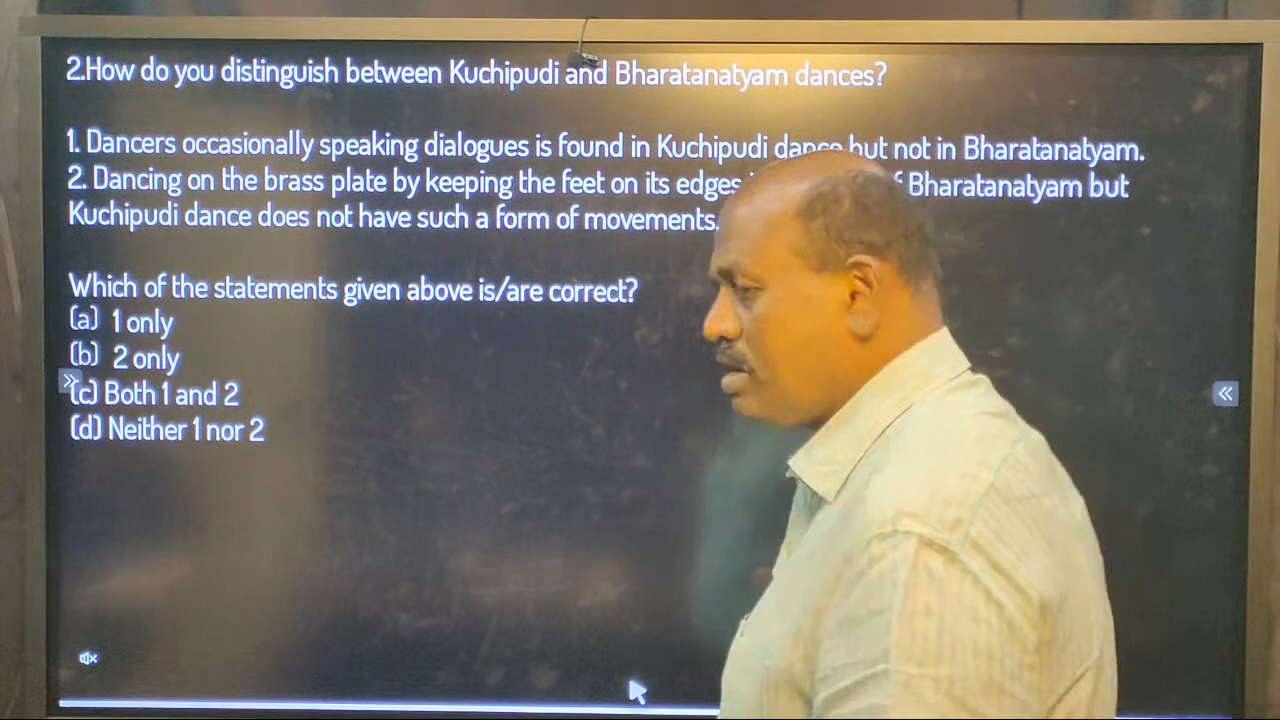 2.How do you distinguish between Kuchipudi and Bharatanatyam dances?
1. Dancers occasionally speaking dialogues is found in Kuchipudi dance but not in Bharatanatyam.
2. Dancing on the brass plate by keeping the feet on its edges Bharatanatyam but
Kuchipudi dance does not have such a form of movements.
Which of the statements given above is/are correct?
(a) 1 only
(b) 2 only
(c) Both 1 and 2
(d) Neither 1 nor 2